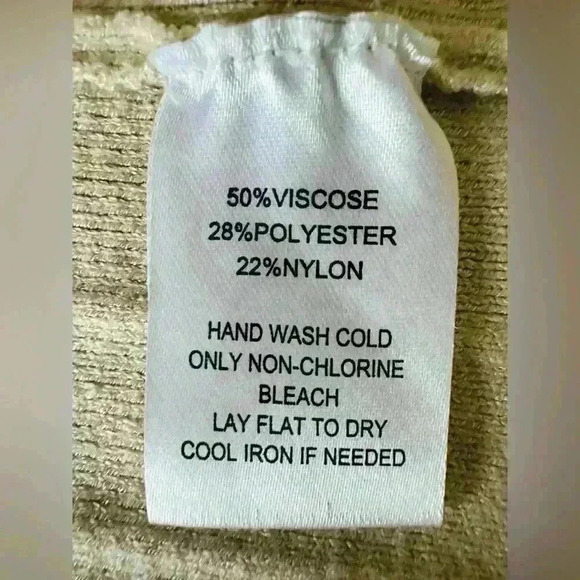 50%VISCOSE
28%POLYESTER
22%NYLON
HAND WASH COLD
ONLY NON-CHLORINE
BLEACH
LAY FLAT TO DRY
COOL IRON IF NEEDED